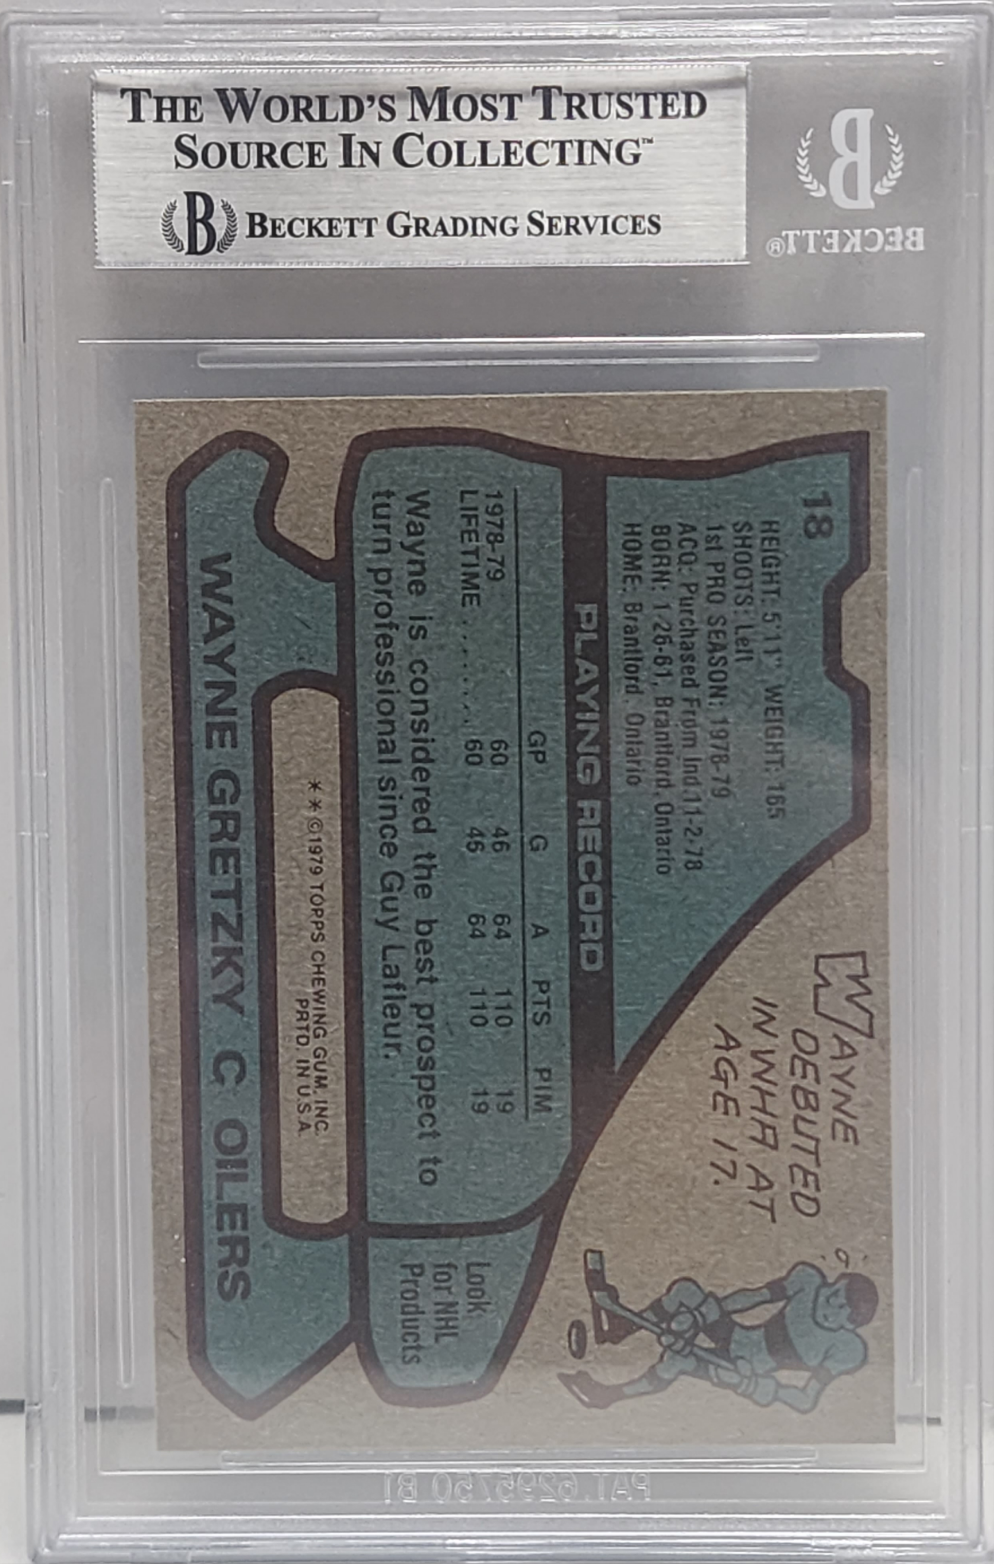 THE WORLD'S MOST TRUSTED
SOURCE IN COLLECTING™
B BECKETT GRADING SERVICES
B
BECKETT®
18
HEIGHT: 5'11" WEIGHT: 165
SHOOTS: Left
1st PRO SEASON: 1978-79
ACQ: Purchased From Ind 11-2-78
BORN: 1-26-61, Brantford, Ontario
HOME: Brantford, Ontario
WAYNE
DEBUTED
IN WHA AT
AGE 17.
PLAYING RECORD
GP G A PTS PIM
1978-79 60 46 64 110 19
LIFETIME ........ 60 46 64 110 19
Wayne is considered the best prospect to
turn professional since Guy Lafleur.
Look
for NHL
Products
**©1979 TOPPS CHEWING GUM, INC.
PRTD. IN U.S.A.
WAYNE GRETZKY C OILERS
PAT. 6295750 B1